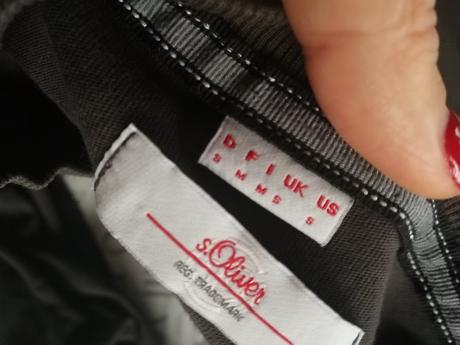 D F I UK US
S M M S S
s.Oliver
REG. TRADEMARK